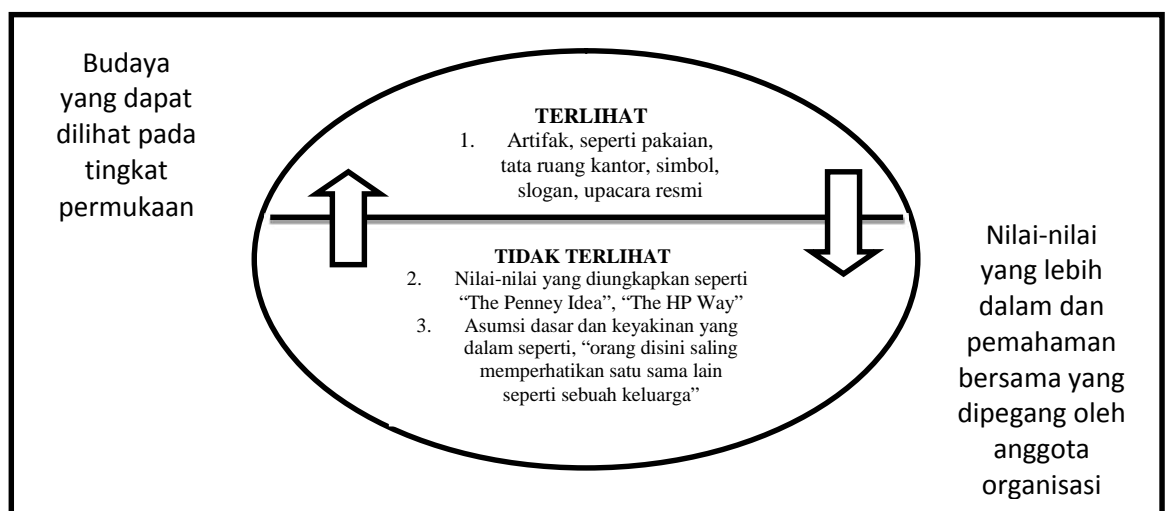 Budaya
yang dapat
dilihat pada
tingkat
permukaan
TERLIHAT
1. Artifak, seperti pakaian,
tata ruang kantor, simbol,
slogan, upacara resmi
TIDAK TERLIHAT
2. Nilai-nilai yang diungkapkan seperti
“The Penney Idea”, “The HP Way”
3. Asumsi dasar dan keyakinan yang
dalam seperti, “orang disini saling
memperhatikan satu sama lain
seperti sebuah keluarga”
Nilai-nilai
yang lebih
dalam dan
pemahaman
bersama yang
dipegang oleh
anggota
organisasi